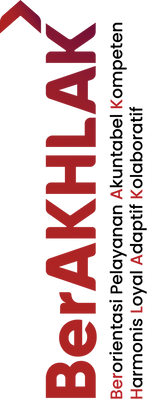 BerAKHLAK
Berorientasi Pelayanan Akuntabel Kompeten
Harmonis Loyal Adaptif Kolaboratif